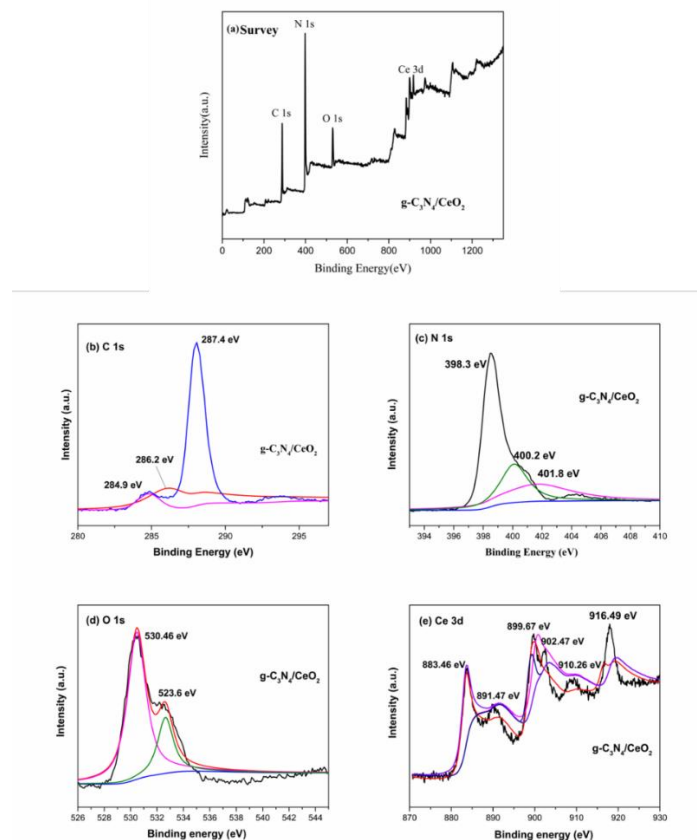 (a) Survey
N 1s
C 1s
O 1s
Ce 3d
g-C₃N₄/CeO₂
Intensity(a.u.)
0 200 400 600 800 1000 1200
Binding Energy(eV)
(b) C 1s
287.4 eV
286.2 eV
284.9 eV
g-C₃N₄/CeO₂
Intensity (a.u.)
280 285 290 295
Binding Energy (eV)
(c) N 1s
398.3 eV
400.2 eV
401.8 eV
g-C₃N₄/CeO₂
Intensity (a.u.)
394 396 398 400 402 404 406 408 410
Binding Energy (eV)
(d) O 1s
530.46 eV
523.6 eV
g-C₃N₄/CeO₂
Intensity (a.u.)
526 528 530 532 534 536 538 540 542 544
Binding energy (eV)
(e) Ce 3d
916.49 eV
899.67 eV
902.47 eV
883.46 eV
910.26 eV
891.47 eV
g-C₃N₄/CeO₂
Intensity (a.u.)
870 880 890 900 910 920 930
Binding energy (eV)